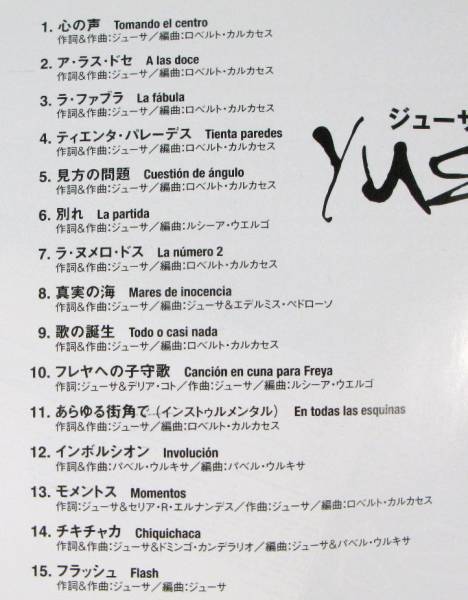 1. 心の声 Tomando el centro
作詞&作曲:ジューサ/編曲:ロベルト・カルカセス
2. ア・ラス・ドセ A las doce
作詞&作曲:ジューサ/編曲:ロベルト・カルカセス
3. ラ・ファブラ La fábula
作詞&作曲:ジューサ/編曲:ロベルト・カルカセス
4. ティエンタ・パレーデス Tienta paredes
作詞&作曲:ジューサ/編曲:ロベルト・カルカセス
5. 見方の問題 Cuestión de ángulo
作詞&作曲:ジューサ/編曲:ロベルト・カルカセス
6. 別れ La partida
作詞&作曲:ジューサ/編曲:ルシーア・ウエルゴ
7. ラ・ヌメロ・ドス La número 2
作詞&作曲:ジューサ/編曲:ロベルト・カルカセス
8. 真実の海 Mares de inocencia
作詞&作曲:ジューサ/編曲:ジューサ&エデルミス・ペドローソ
9. 歌の誕生 Todo o casi nada
作詞&作曲:ジューサ/編曲:ロベルト・カルカセス
10. フレヤへの子守歌 Canción en cuna para Freya
作詞:ジューサ&デリア・コト/作曲:ジューサ/編曲:ルシーア・ウエルゴ
11. あらゆる街角で(インストゥルメンタル) En todas las esquinas
作詞&作曲:ジューサ/編曲:ロベルト・カルカセス
12. インボルシオン Involución
作詞&作曲:パベル・ウルキサ/編曲:パベル・ウルキサ
13. モメントス Momentos
作詞:ジューサ&セリア・R・エルナンデス/作曲:ジューサ/編曲:ロベルト・カルカセス
14. チキチャカ Chiquichaca
作詞&作曲:ジューサ&ドミンゴ・カンデラリオ/編曲:ジューサ&パベル・ウルキサ
15. フラッシュ Flash
作詞&作曲:ジューサ/編曲:ジューサ
ジューサ
YUS